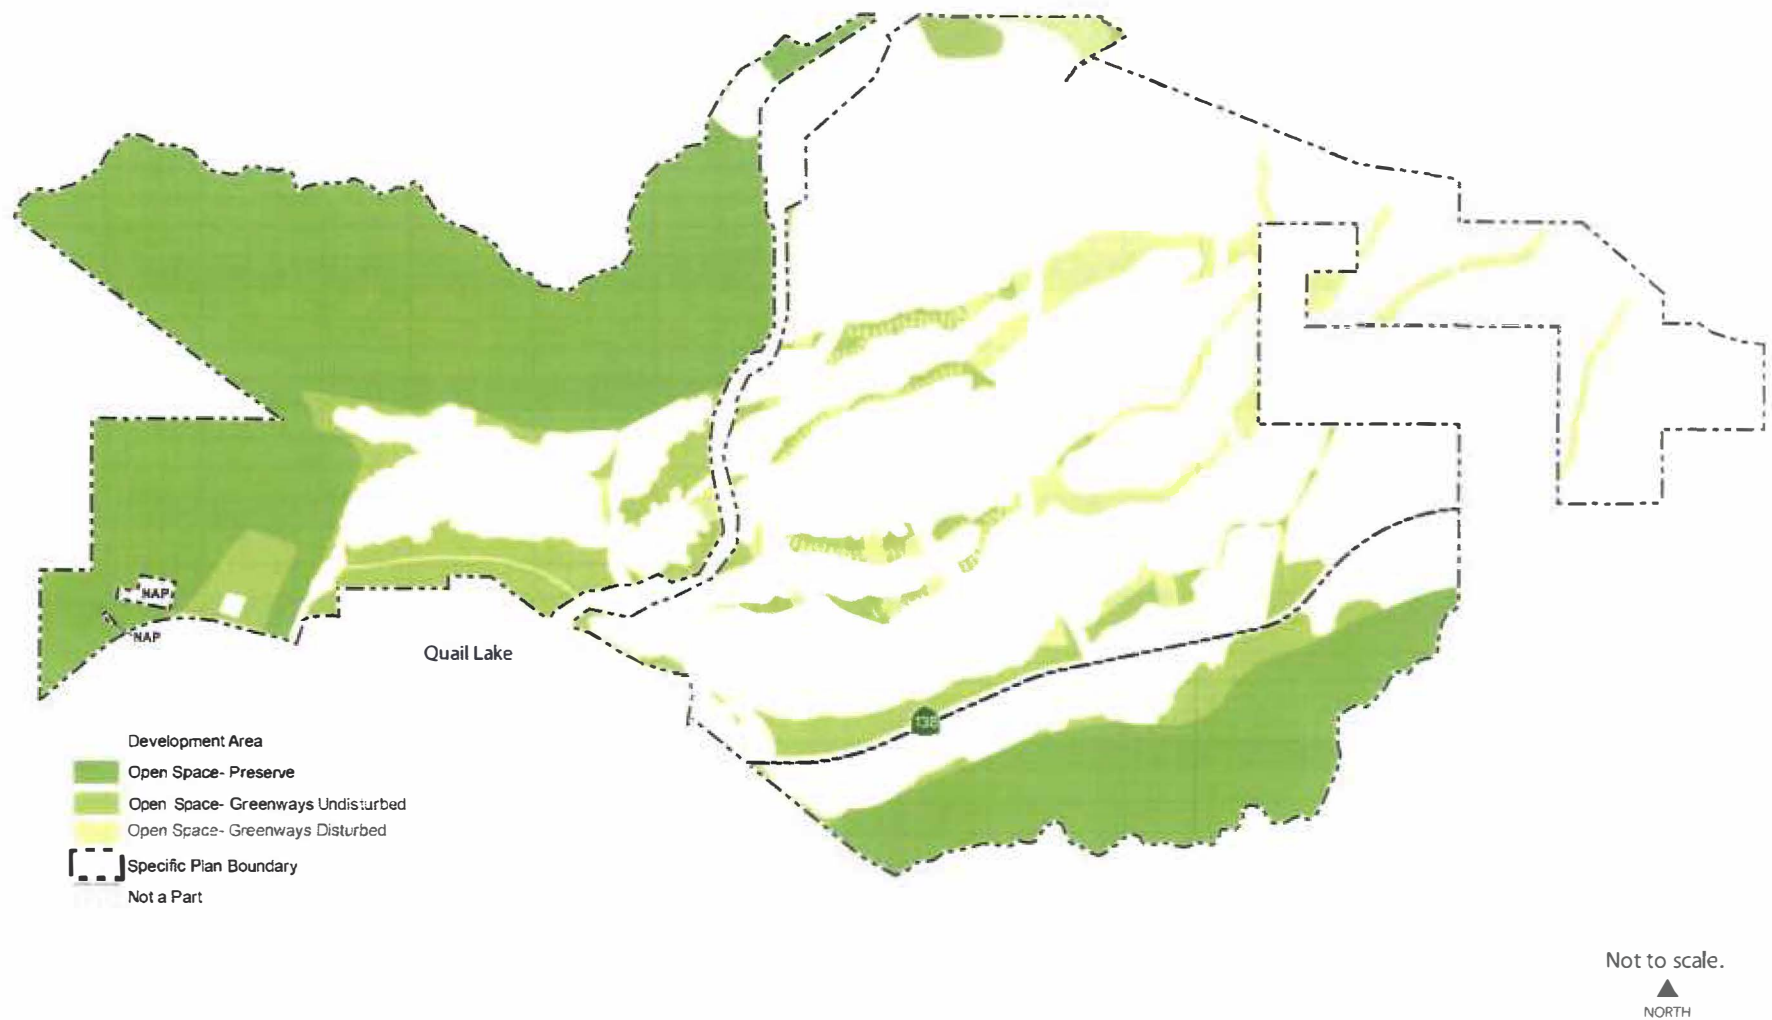 NAP
NAP
Quail Lake
138
Development Area
Open Space- Preserve
Open Space- Greenways Undisturbed
Open Space- Greenways Disturbed
Specific Plan Boundary
Not a Part
Not to scale.
NORTH